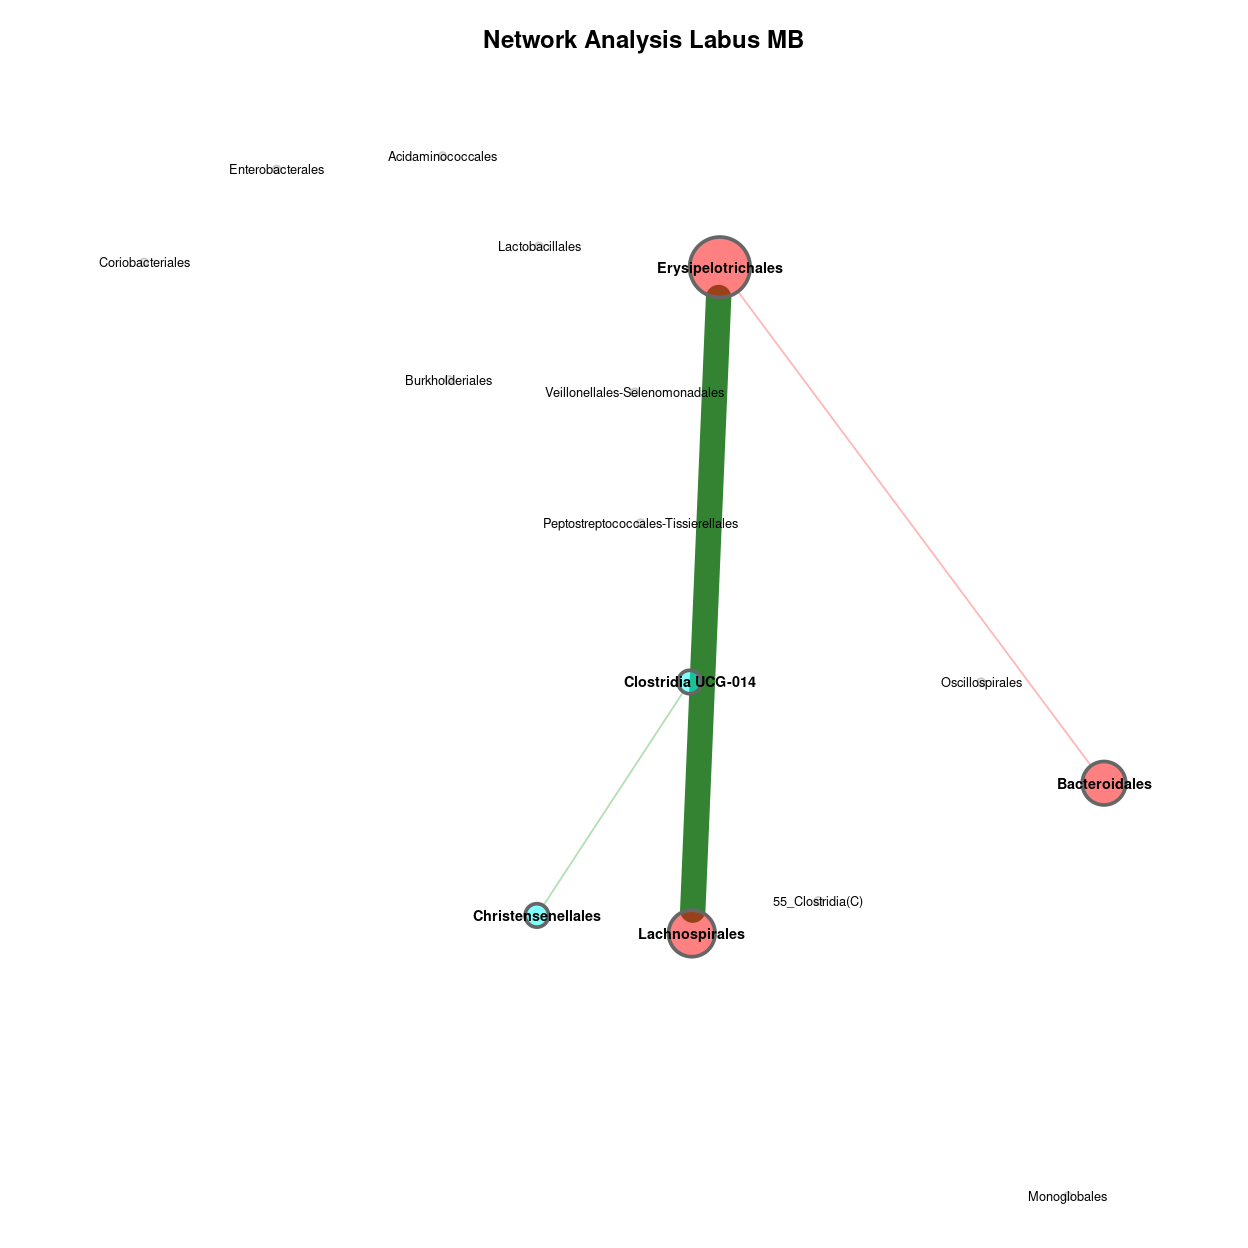 Network Analysis Labus MB
Acidaminococcales
Enterobacterales
Lactobacillales
Coriobacteriales
Erysipelotrichales
Burkholderiales
Veillonellales-Selenomonadales
Peptostreptococcales-Tissierellales
Clostridia UCG-014
Oscillospirales
Bacteroidales
55_Clostridia(C)
Christensenellales
Lachnospirales
Monoglobales